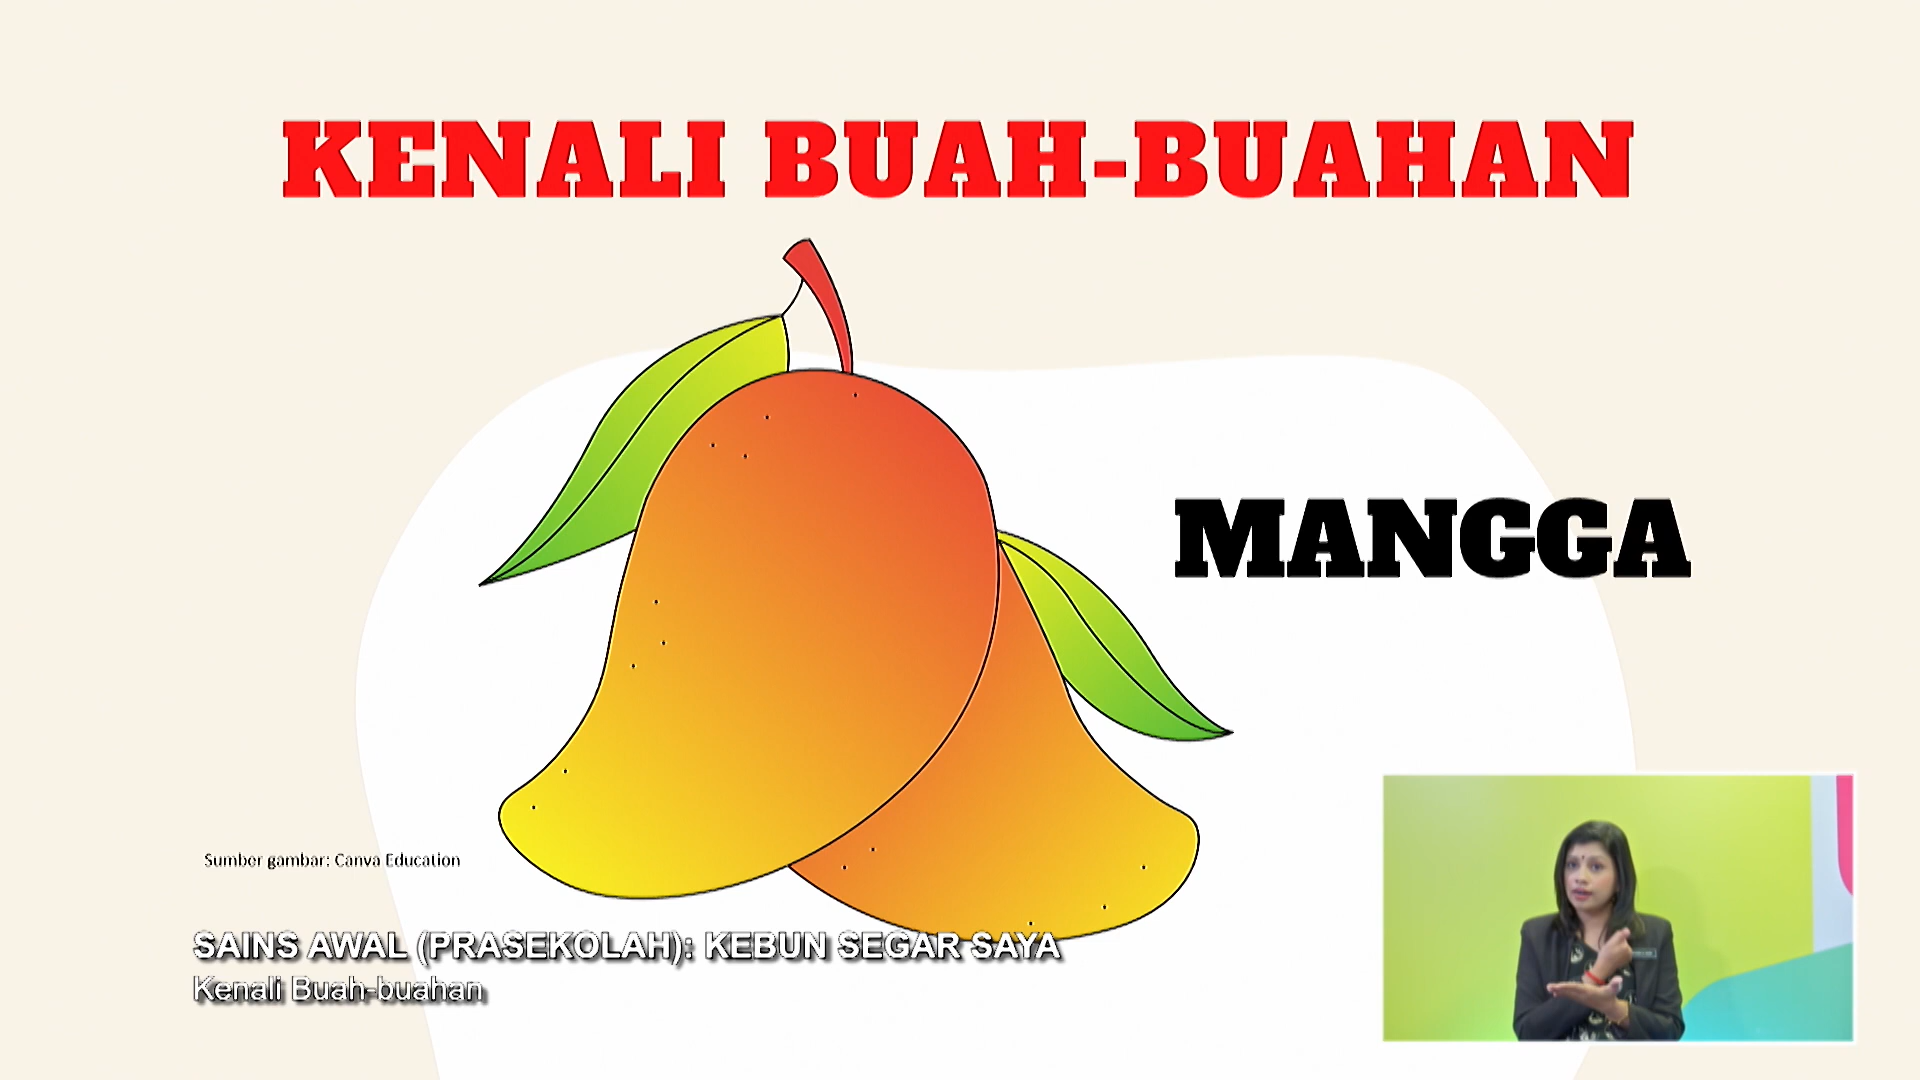 KENALI BUAH-BUAHAN
MANGGA
Sumber gambar: Canva Education
SAINS AWAL (PRASEKOLAH): KEBUN SEGAR SAYA
Kenali Buah-buahan